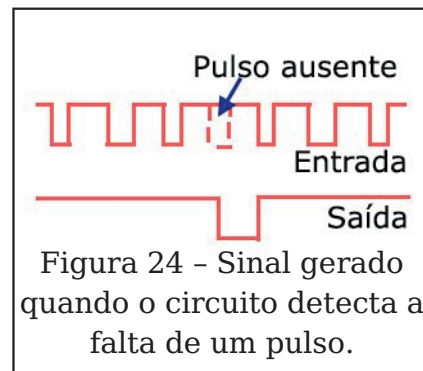 Pulso ausente
Entrada
Saída
Figura 24 – Sinal gerado
quando o circuito detecta a
falta de um pulso.